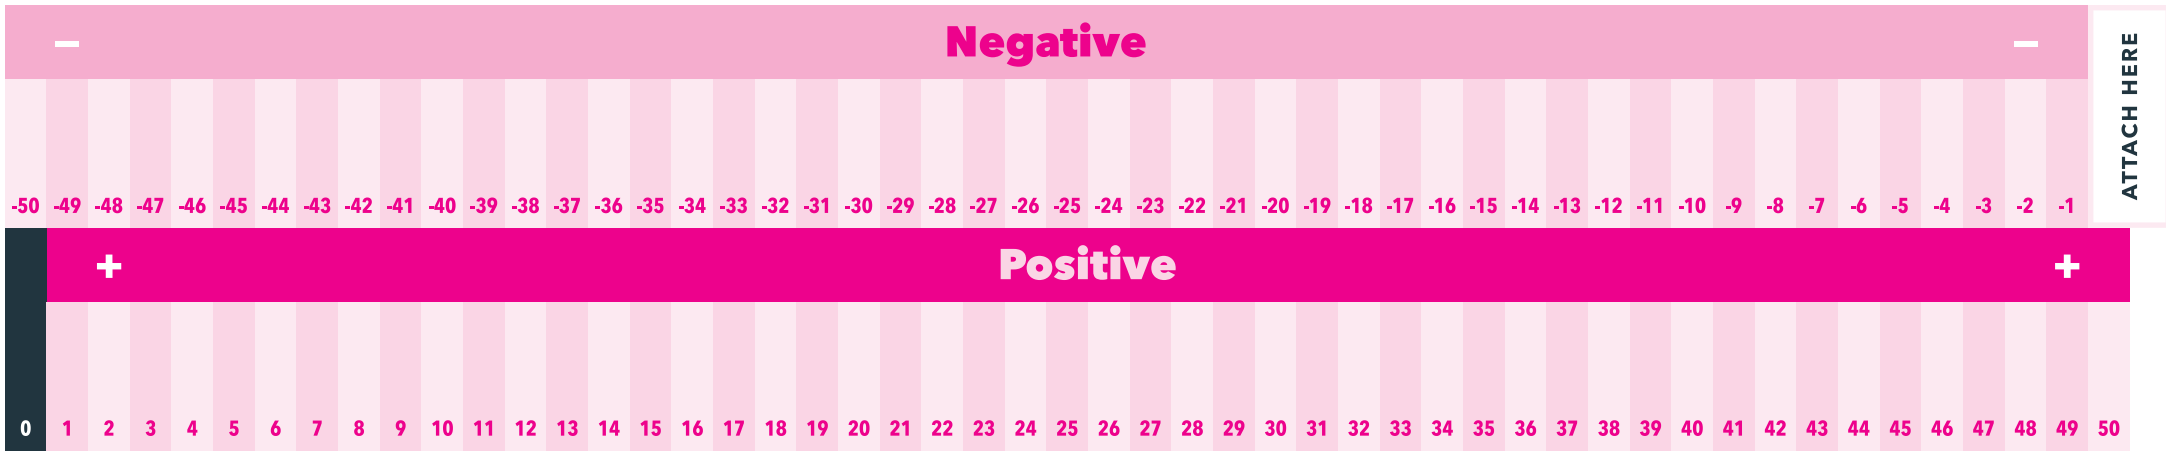 − Negative −
ATTACH HERE
-50 -49 -48 -47 -46 -45 -44 -43 -42 -41 -40 -39 -38 -37 -36 -35 -34 -33 -32 -31 -30 -29 -28 -27 -26 -25 -24 -23 -22 -21 -20 -19 -18 -17 -16 -15 -14 -13 -12 -11 -10 -9 -8 -7 -6 -5 -4 -3 -2 -1
+ Positive +
0 1 2 3 4 5 6 7 8 9 10 11 12 13 14 15 16 17 18 19 20 21 22 23 24 25 26 27 28 29 30 31 32 33 34 35 36 37 38 39 40 41 42 43 44 45 46 47 48 49 50